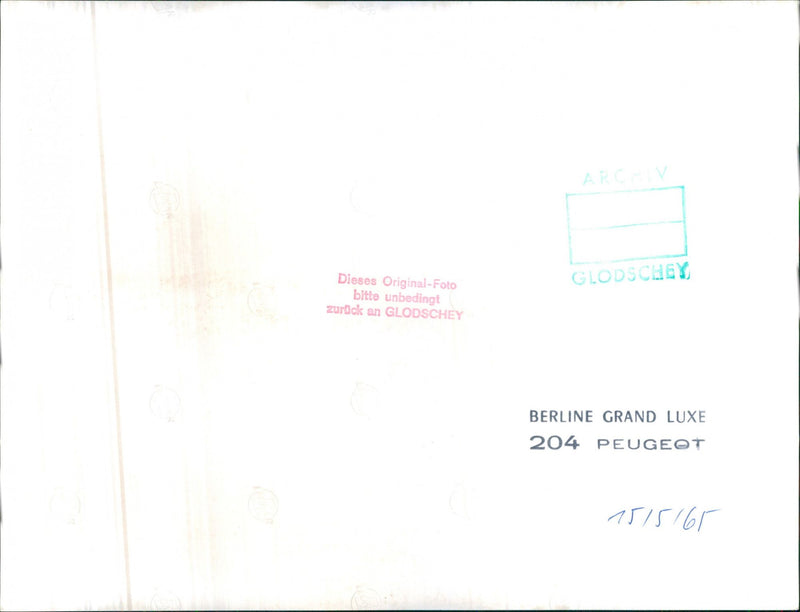 ARCHIV
GLODSCHEY
Dieses Original-Foto
bitte unbedingt
zurück an GLODSCHEY
BERLINE GRAND LUXE
204 PEUGEOT
15/5/65